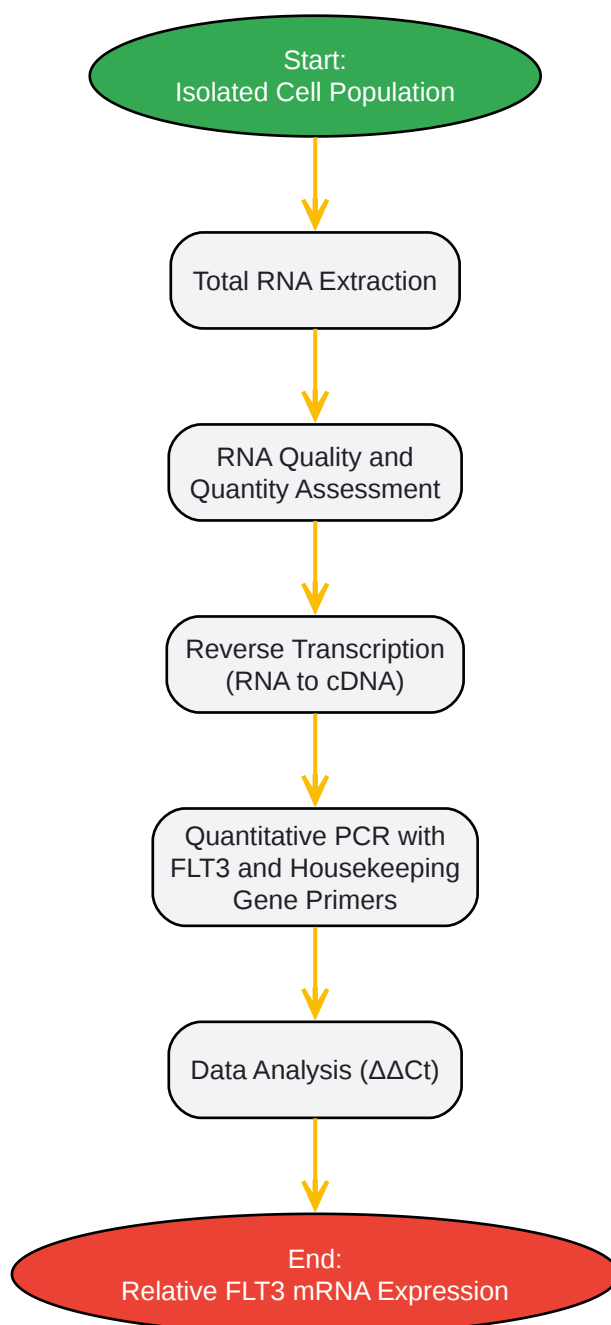 Start:
Isolated Cell Population
Total RNA Extraction
RNA Quality and
Quantity Assessment
Reverse Transcription
(RNA to cDNA)
Quantitative PCR with
FLT3 and Housekeeping
Gene Primers
Data Analysis (ΔΔCt)
End:
Relative FLT3 mRNA Expression